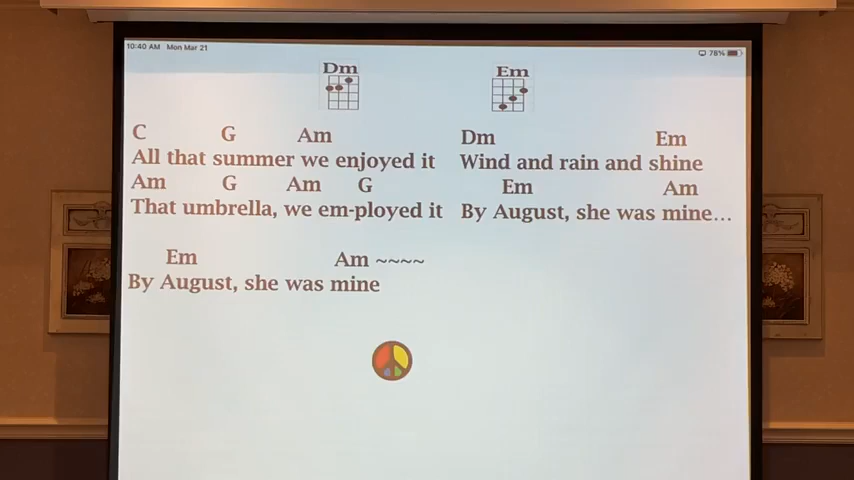 10:40 AM Mon Mar 21
78%
Dm Em
C G Am Dm Em
All that summer we enjoyed it Wind and rain and shine
Am G Am G Em Am
That umbrella, we em-ployed it By August, she was mine...
Em Am ~~~~
By August, she was mine